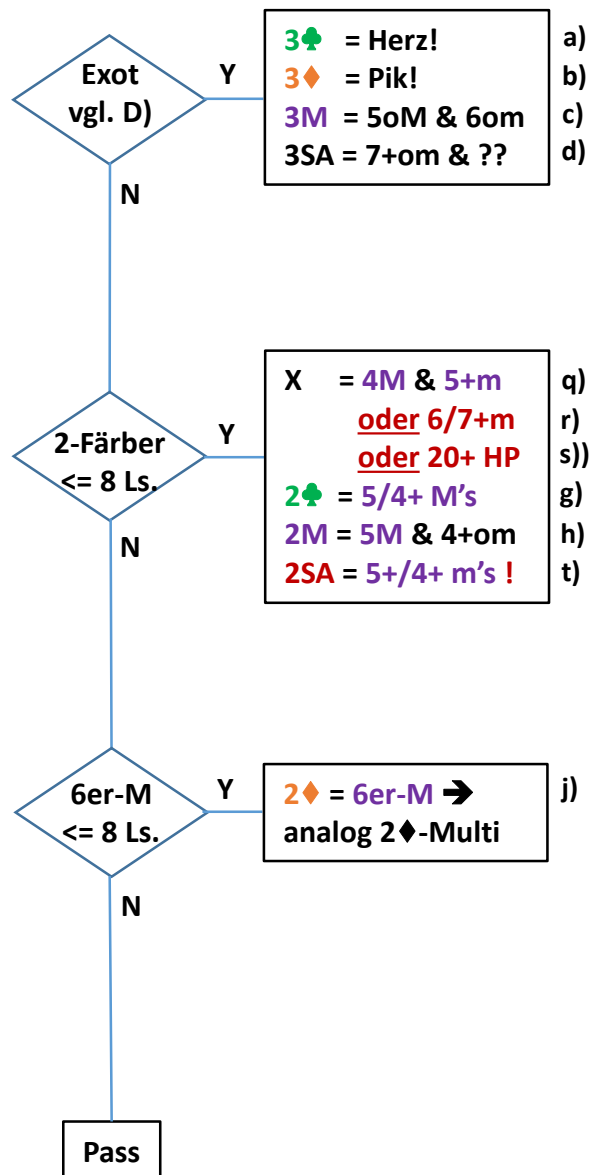 Exot
vgl. D)
Y
3♣ = Herz! a)
3♦ = Pik! b)
3M = 5oM & 6om c)
3SA = 7+om & ?? d)
N
2-Färber
<= 8 Ls.
Y
X = 4M & 5+m q)
oder 6/7+m r)
oder 20+ HP s))
2♣ = 5/4+ M’s g)
2M = 5M & 4+om h)
2SA = 5+/4+ m’s ! t)
N
6er-M
<= 8 Ls.
Y
2♦ = 6er-M ➔ j)
analog 2♦-Multi
N
Pass